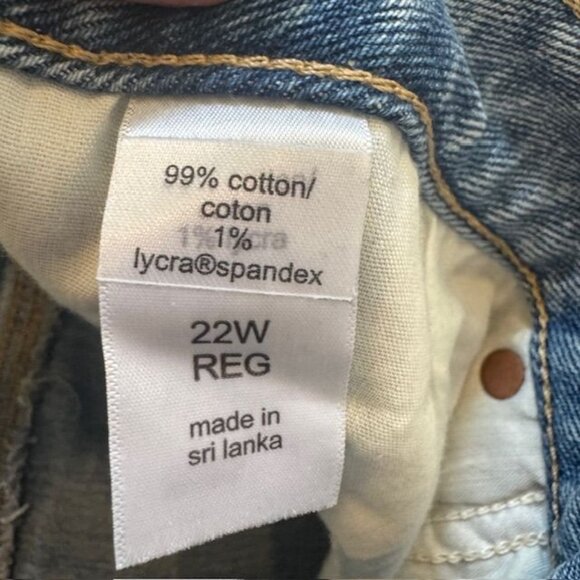 99% cotton/
coton
1%
lycra®spandex
22W
REG
made in
sri lanka